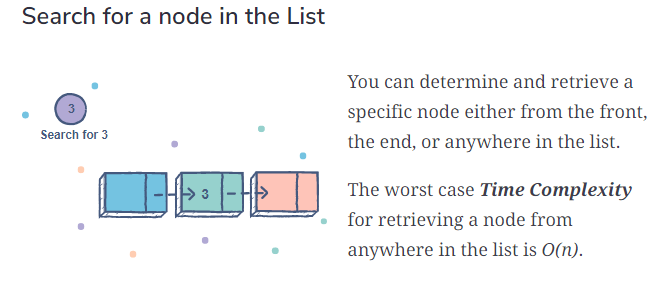 Search for a node in the List
3
Search for 3
3
You can determine and retrieve a
specific node either from the front,
the end, or anywhere in the list.
The worst case Time Complexity
for retrieving a node from
anywhere in the list is O(n).